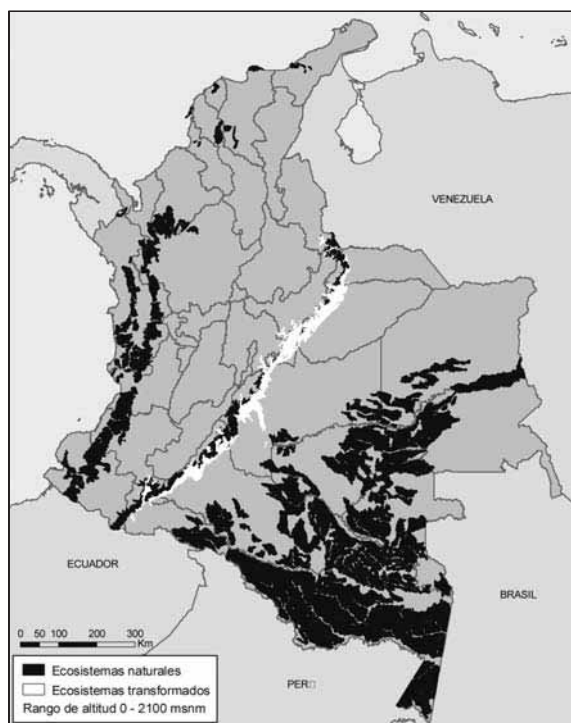 VENEZUELA
ECUADOR
BRASIL
0 50 100 200 300
Km
PER□
Ecosistemas naturales
Ecosistemas transformados
Rango de altitud 0 - 2100 msnm